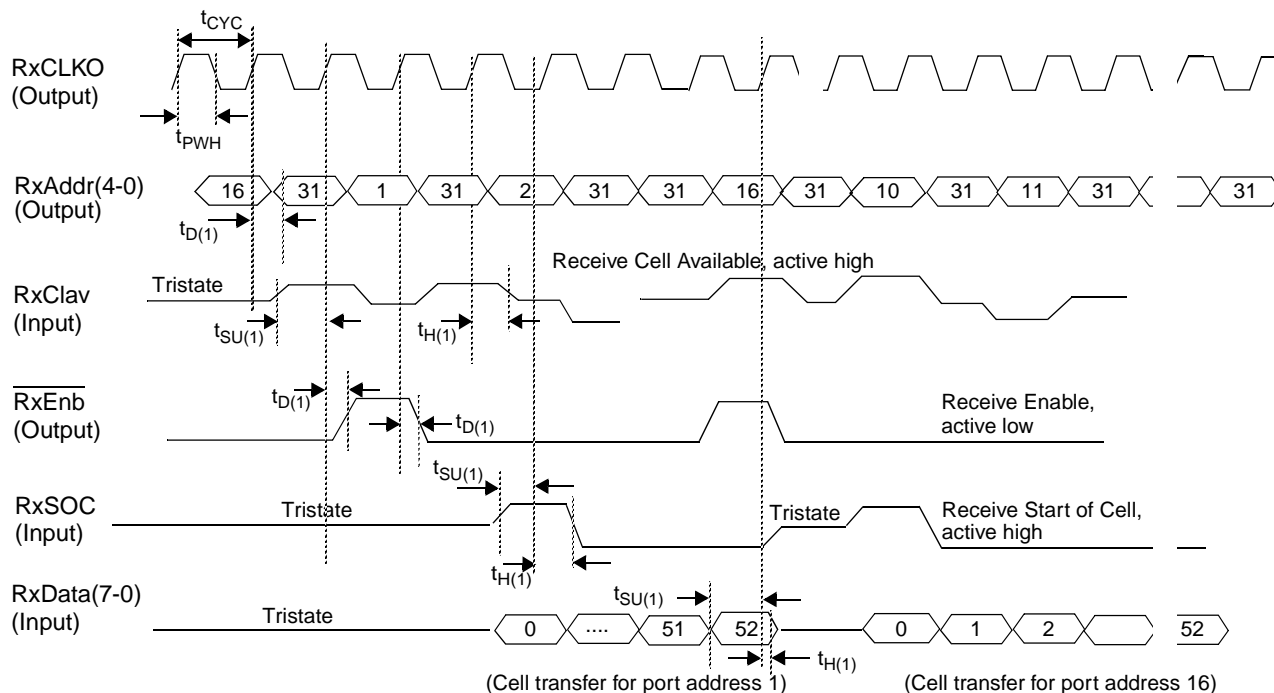 tCYC
RxCLKO
(Output)
tPWH
RxAddr(4-0)
(Output)
16 31 1 31 2 31 31 16 31 10 31 11 31 31
tD(1)
Receive Cell Available, active high
Tristate
RxClav
(Input)
tSU(1)
tH(1)
RxEnb
(Output)
tD(1)
tD(1)
Receive Enable,
active low
tSU(1)
RxSOC
(Input)
Tristate
Tristate
Receive Start of Cell,
active high
tH(1)
RxData(7-0)
(Input)
Tristate
tSU(1)
0 .... 51 52 0 1 2 52
tH(1)
(Cell transfer for port address 1)
(Cell transfer for port address 16)